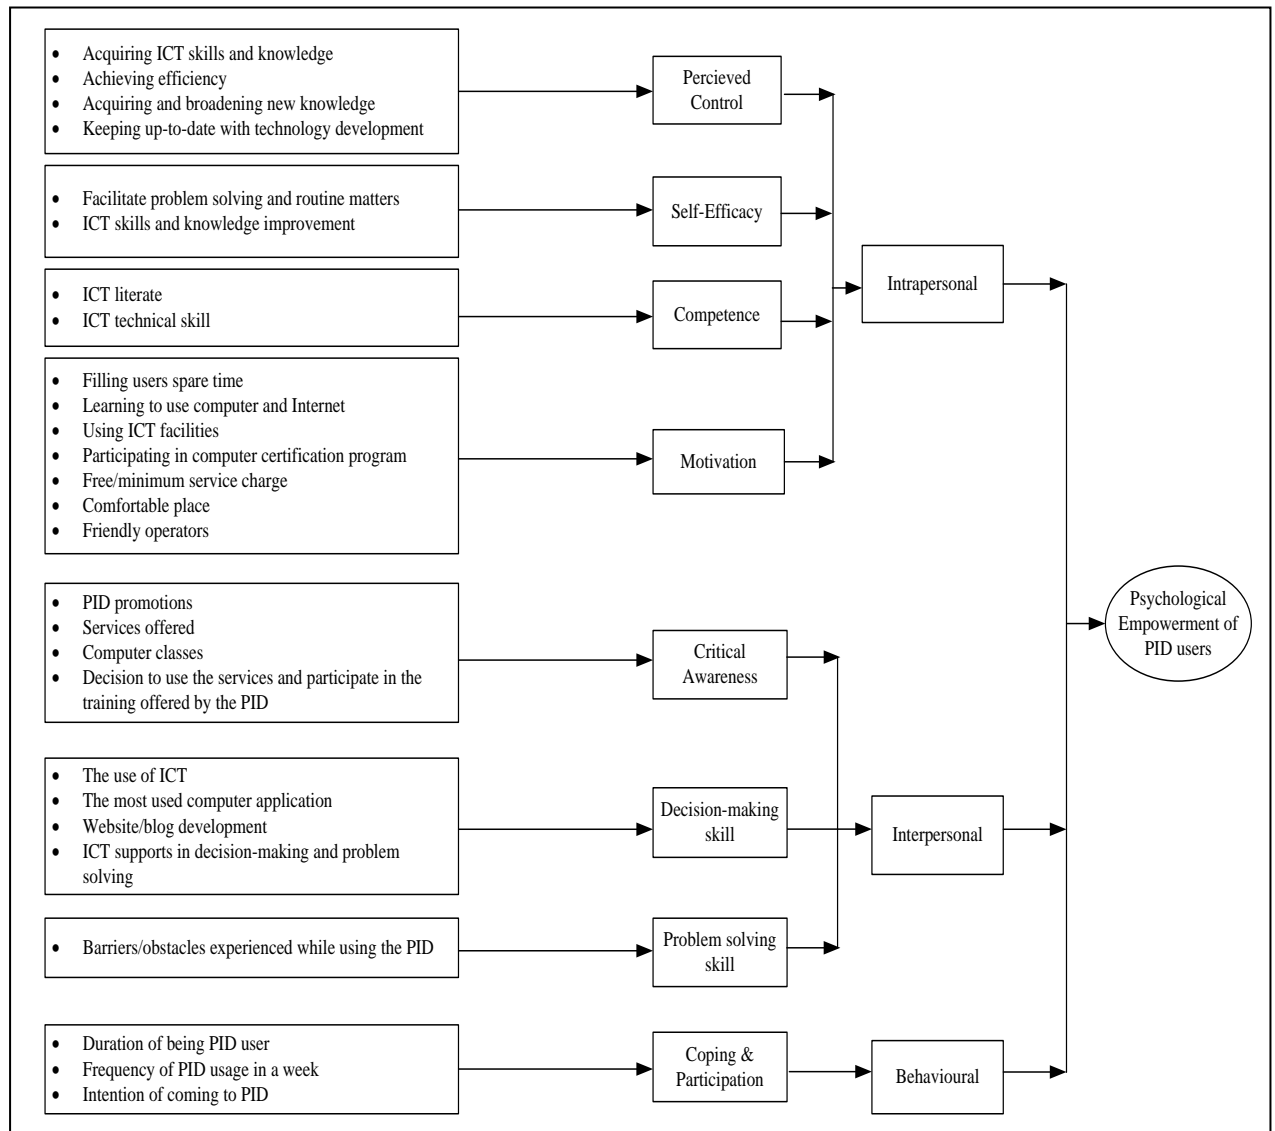 • Acquiring ICT skills and knowledge
• Achieving efficiency
• Acquiring and broadening new knowledge
• Keeping up-to-date with technology development
Percieved
Control
• Facilitate problem solving and routine matters
• ICT skills and knowledge improvement
Self-Efficacy
• ICT literate
• ICT technical skill
Competence
• Filling users spare time
• Learning to use computer and Internet
• Using ICT facilities
• Participating in computer certification program
• Free/minimum service charge
• Comfortable place
• Friendly operators
Motivation
Intrapersonal
• PID promotions
• Services offered
• Computer classes
• Decision to use the services and participate in the
training offered by the PID
Critical
Awareness
• The use of ICT
• The most used computer application
• Website/blog development
• ICT supports in decision-making and problem
solving
Decision-making
skill
• Barriers/obstacles experienced while using the PID
Problem solving
skill
Interpersonal
• Duration of being PID user
• Frequency of PID usage in a week
• Intention of coming to PID
Coping &
Participation
Behavioural
Psychological
Empowerment of
PID users